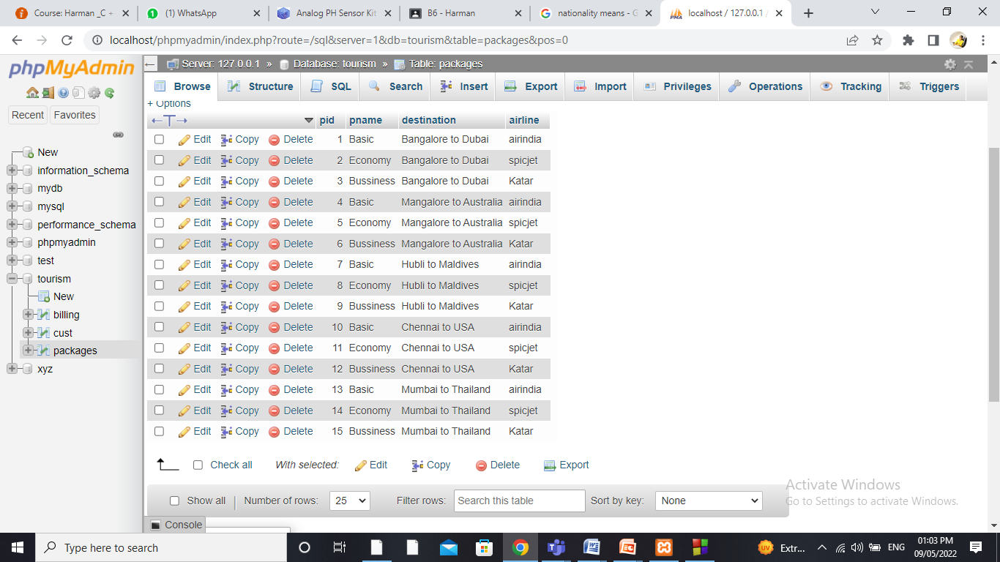 Course: Harman _C +
(1) WhatsApp
Analog PH Sensor Kit
B6 - Harman
nationality means - G
localhost / 127.0.0.1 /
localhost/phpmyadmin/index.php?route=/sql&server=1&db=tourism&table=packages&pos=0
phpMyAdmin
Recent Favorites
New
information_schema
mydb
mysql
performance_schema
phpmyadmin
test
tourism
New
billing
cust
packages
xyz
Server: 127.0.0.1 » Database: tourism » Table: packages
Browse Structure SQL Search Insert Export Import Privileges Operations Tracking Triggers
+ Options
←T→ pid pname destination airline
Edit Copy Delete 1 Basic Bangalore to Dubai airindia
Edit Copy Delete 2 Economy Bangalore to Dubai spicjet
Edit Copy Delete 3 Bussiness Bangalore to Dubai Katar
Edit Copy Delete 4 Basic Mangalore to Australia airindia
Edit Copy Delete 5 Economy Mangalore to Australia spicjet
Edit Copy Delete 6 Bussiness Mangalore to Australia Katar
Edit Copy Delete 7 Basic Hubli to Maldives airindia
Edit Copy Delete 8 Economy Hubli to Maldives spicjet
Edit Copy Delete 9 Bussiness Hubli to Maldives Katar
Edit Copy Delete 10 Basic Chennai to USA airindia
Edit Copy Delete 11 Economy Chennai to USA spicjet
Edit Copy Delete 12 Bussiness Chennai to USA Katar
Edit Copy Delete 13 Basic Mumbai to Thailand airindia
Edit Copy Delete 14 Economy Mumbai to Thailand spicjet
Edit Copy Delete 15 Bussiness Mumbai to Thailand Katar
Check all With selected: Edit Copy Delete Export
Show all | Number of rows: 25 Filter rows: Search this table Sort by key: None
Console
Activate Windows
Go to Settings to activate Windows.
Type here to search
Extr... ENG
01:03 PM
09/05/2022